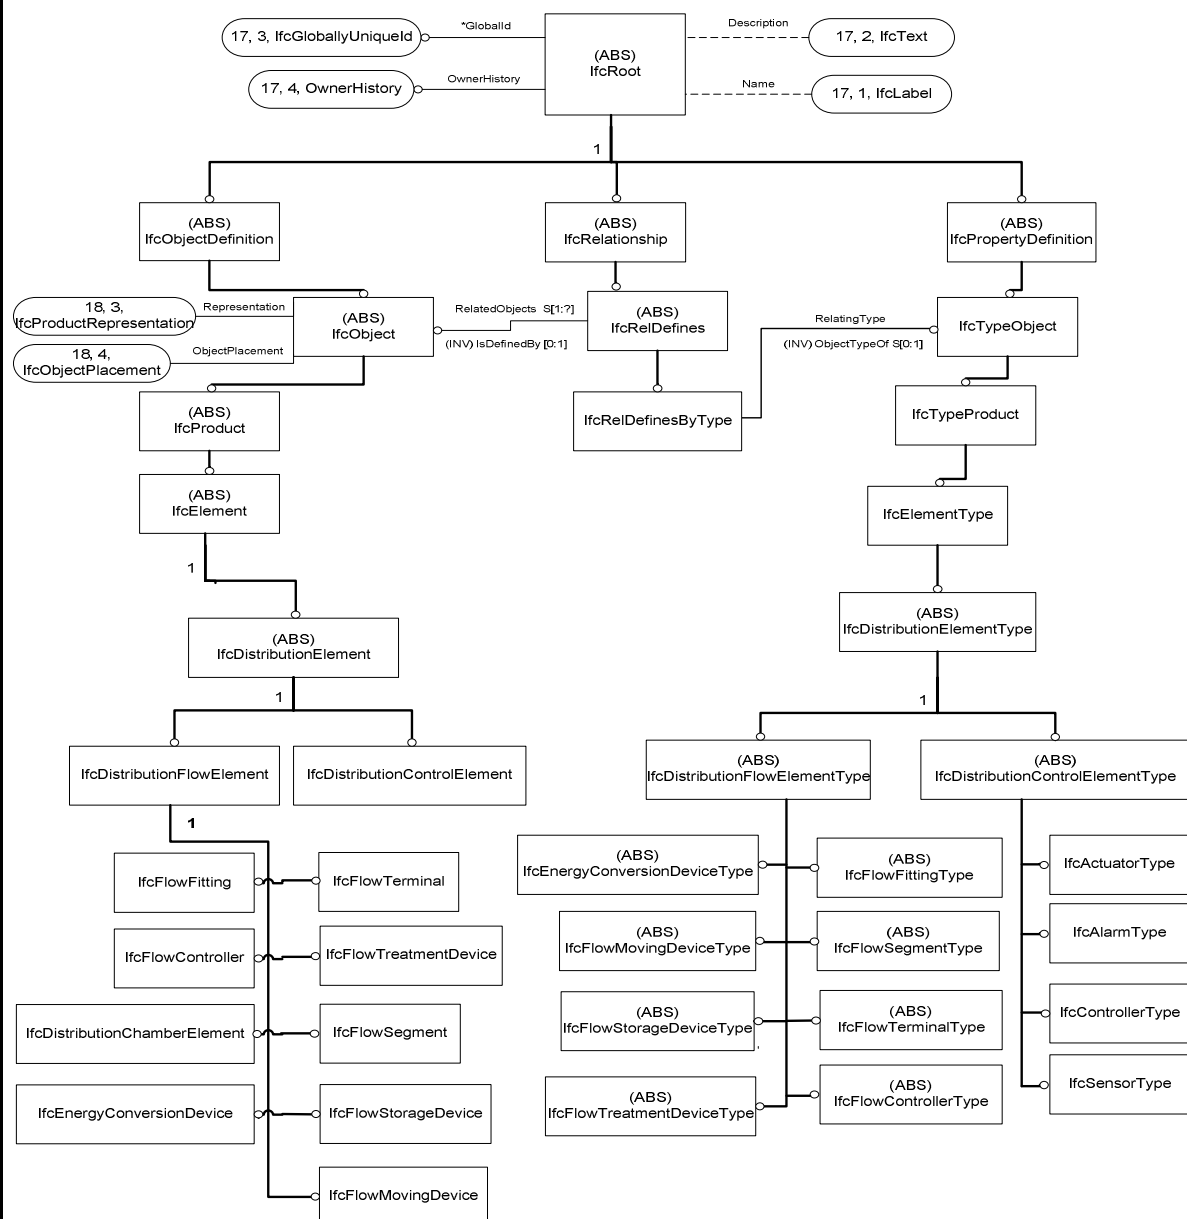 17, 3, IfcGloballyUniqueId
*GlobalId
(ABS)
IfcRoot
Description
17, 2, IfcText
17, 4, OwnerHistory
OwnerHistory
Name
17, 1, IfcLabel
1
(ABS)
IfcObjectDefinition
(ABS)
IfcRelationship
(ABS)
IfcPropertyDefinition
18, 3,
IfcProductRepresentation
Representation
(ABS)
IfcObject
RelatedObjects S[1:?]
(INV) IsDefinedBy [0:1]
(ABS)
IfcRelDefines
RelatingType
(INV) ObjectTypeOf S[0:1]
IfcTypeObject
18, 4,
IfcObjectPlacement
ObjectPlacement
(ABS)
IfcProduct
IfcRelDefinesByType
IfcTypeProduct
(ABS)
IfcElement
IfcElementType
1
(ABS)
IfcDistributionElement
(ABS)
IfcDistributionElementType
1
1
IfcDistributionFlowElement
IfcDistributionControlElement
(ABS)
IfcDistributionFlowElementType
(ABS)
IfcDistributionControlElementType
1
IfcFlowFitting
IfcFlowTerminal
(ABS)
IfcEnergyConversionDeviceType
(ABS)
IfcFlowFittingType
IfcActuatorType
IfcFlowController
IfcFlowTreatmentDevice
(ABS)
IfcFlowMovingDeviceType
(ABS)
IfcFlowSegmentType
IfcAlarmType
IfcDistributionChamberElement
IfcFlowSegment
(ABS)
IfcFlowStorageDeviceType
(ABS)
IfcFlowTerminalType
IfcControllerType
IfcEnergyConversionDevice
IfcFlowStorageDevice
(ABS)
IfcFlowTreatmentDeviceType
(ABS)
IfcFlowControllerType
IfcSensorType
IfcFlowMovingDevice